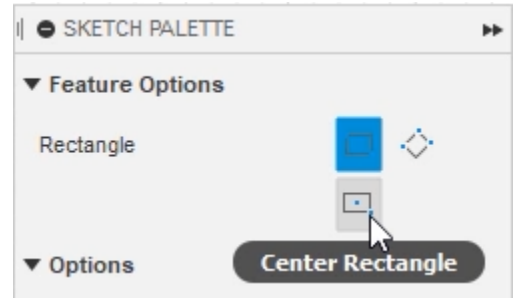 SKETCH PALETTE
Feature Options
Rectangle
Options
Center Rectangle